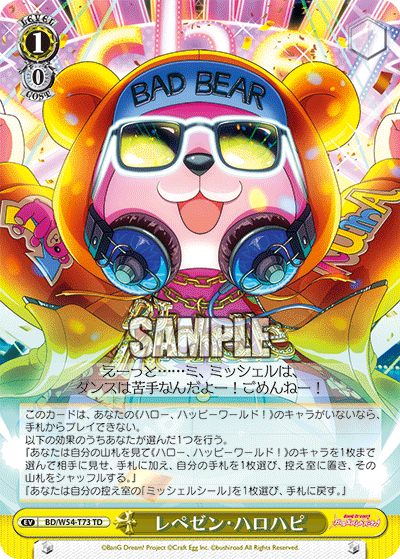 LEVEL
1
0
COST
BAD BEAR
KUMA
SAMPLE
えーっと……ミ、ミッシェルは、
ダンスは苦手なんだよー！ごめんねー！
このカードは、あなたの《ハロー、ハッピーワールド！》のキャラがいないなら、
手札からプレイできない。
以下の効果のうちあなたが選んだ1つを行う。
『あなたは自分の山札を見て《ハロー、ハッピーワールド！》のキャラを1枚まで
選んで相手に見せ、手札に加え、自分の手札を1枚選び、控え室に置き、その
山札をシャッフルする。』
『あなたは自分の控え室の「ミッシェルシール」を1枚選び、手札に戻す。』
EV BD/W54-T73 TD
レペゼン・ハロハピ
©BanG Dream! Project ©Craft Egg Inc. ©bushiroad All Rights Reserved.